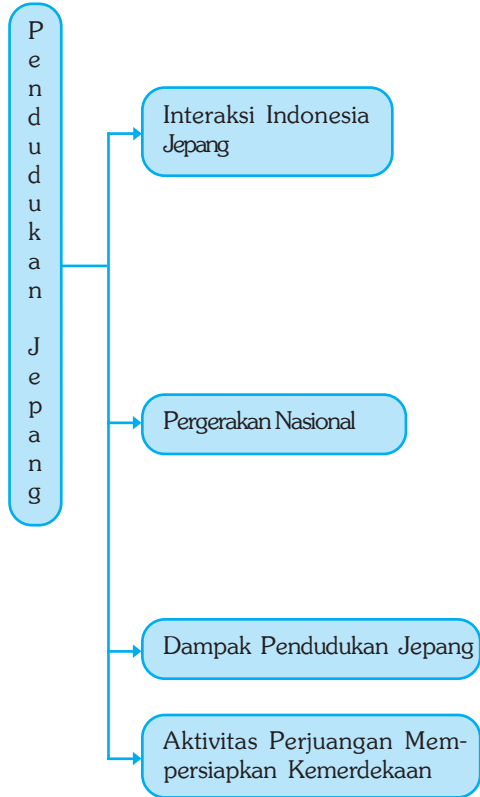 Pendudukan Jepang
Interaksi Indonesia
Jepang
Pergerakan Nasional
Dampak Pendudukan Jepang
Aktivitas Perjuangan Mem-
persiapkan Kemerdekaan